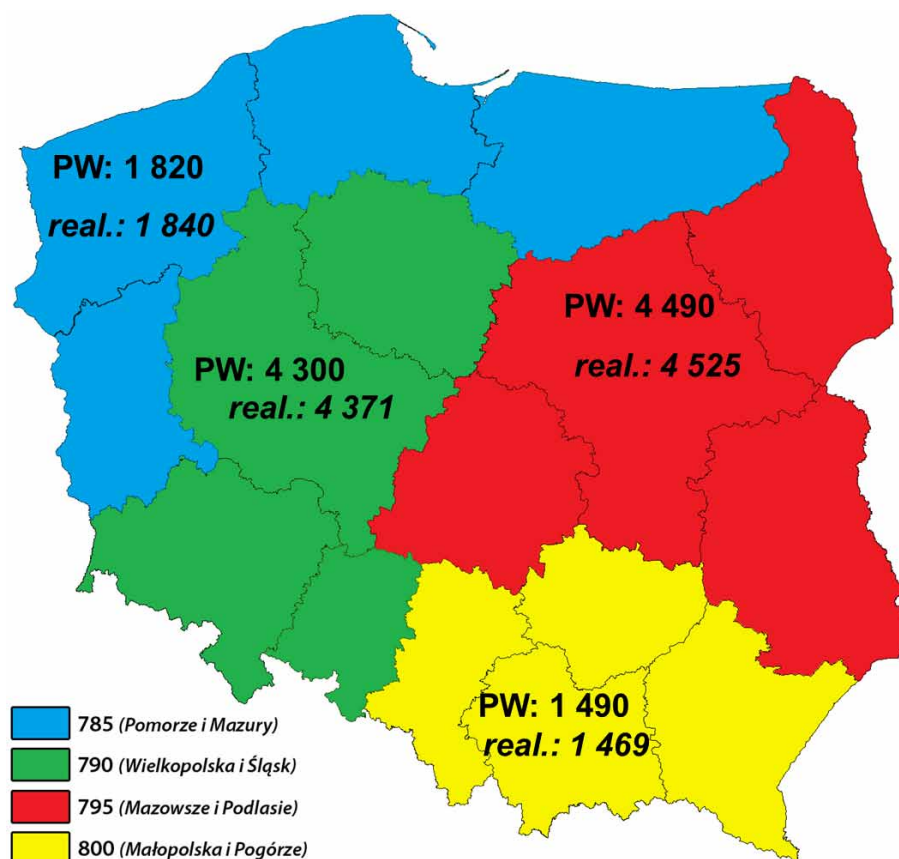 PW: 1 820
real.: 1 840
PW: 4 490
real.: 4 525
PW: 4 300
real.: 4 371
PW: 1 490
real.: 1 469
785 (Pomorze i Mazury)
790 (Wielkopolska i Śląsk)
795 (Mazowsze i Podlasie)
800 (Małopolska i Pogórze)